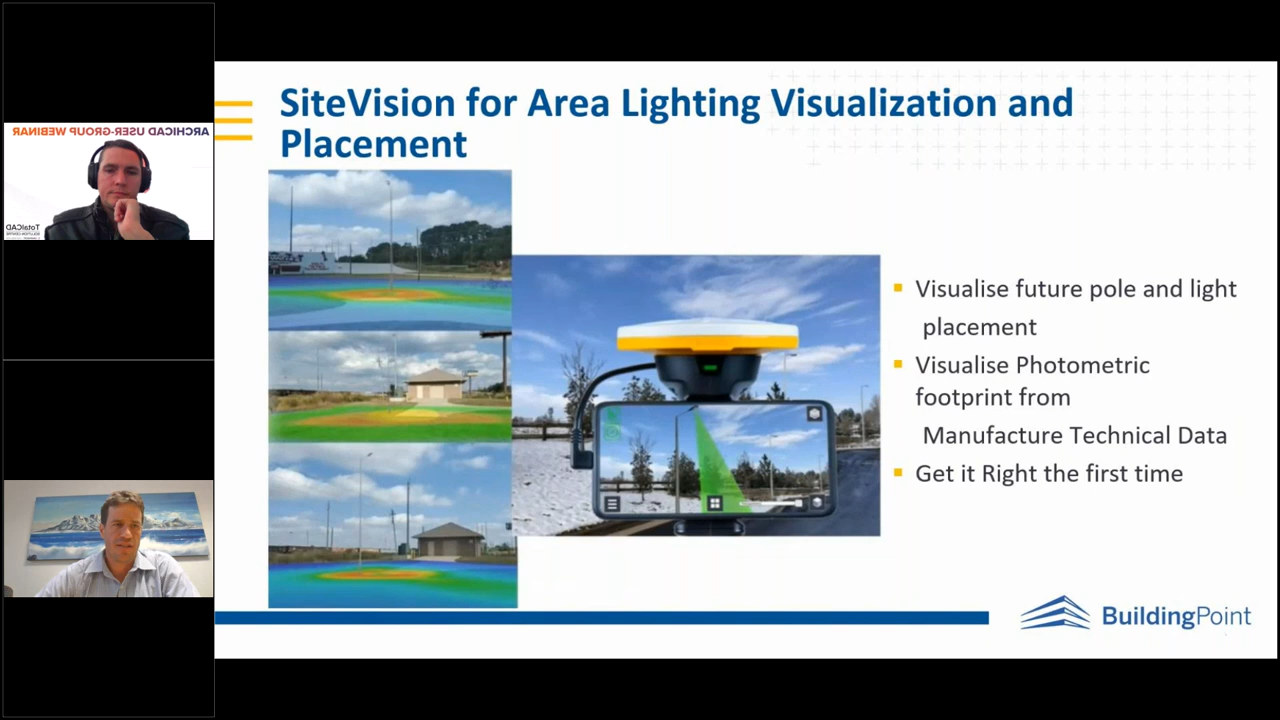 ARCHICAD USER-GROUP WEBINAR
TotalCAD
SiteVision for Area Lighting Visualization and
Placement
Visualise future pole and light
placement
Visualise Photometric
footprint from
Manufacture Technical Data
Get it Right the first time
BuildingPoint